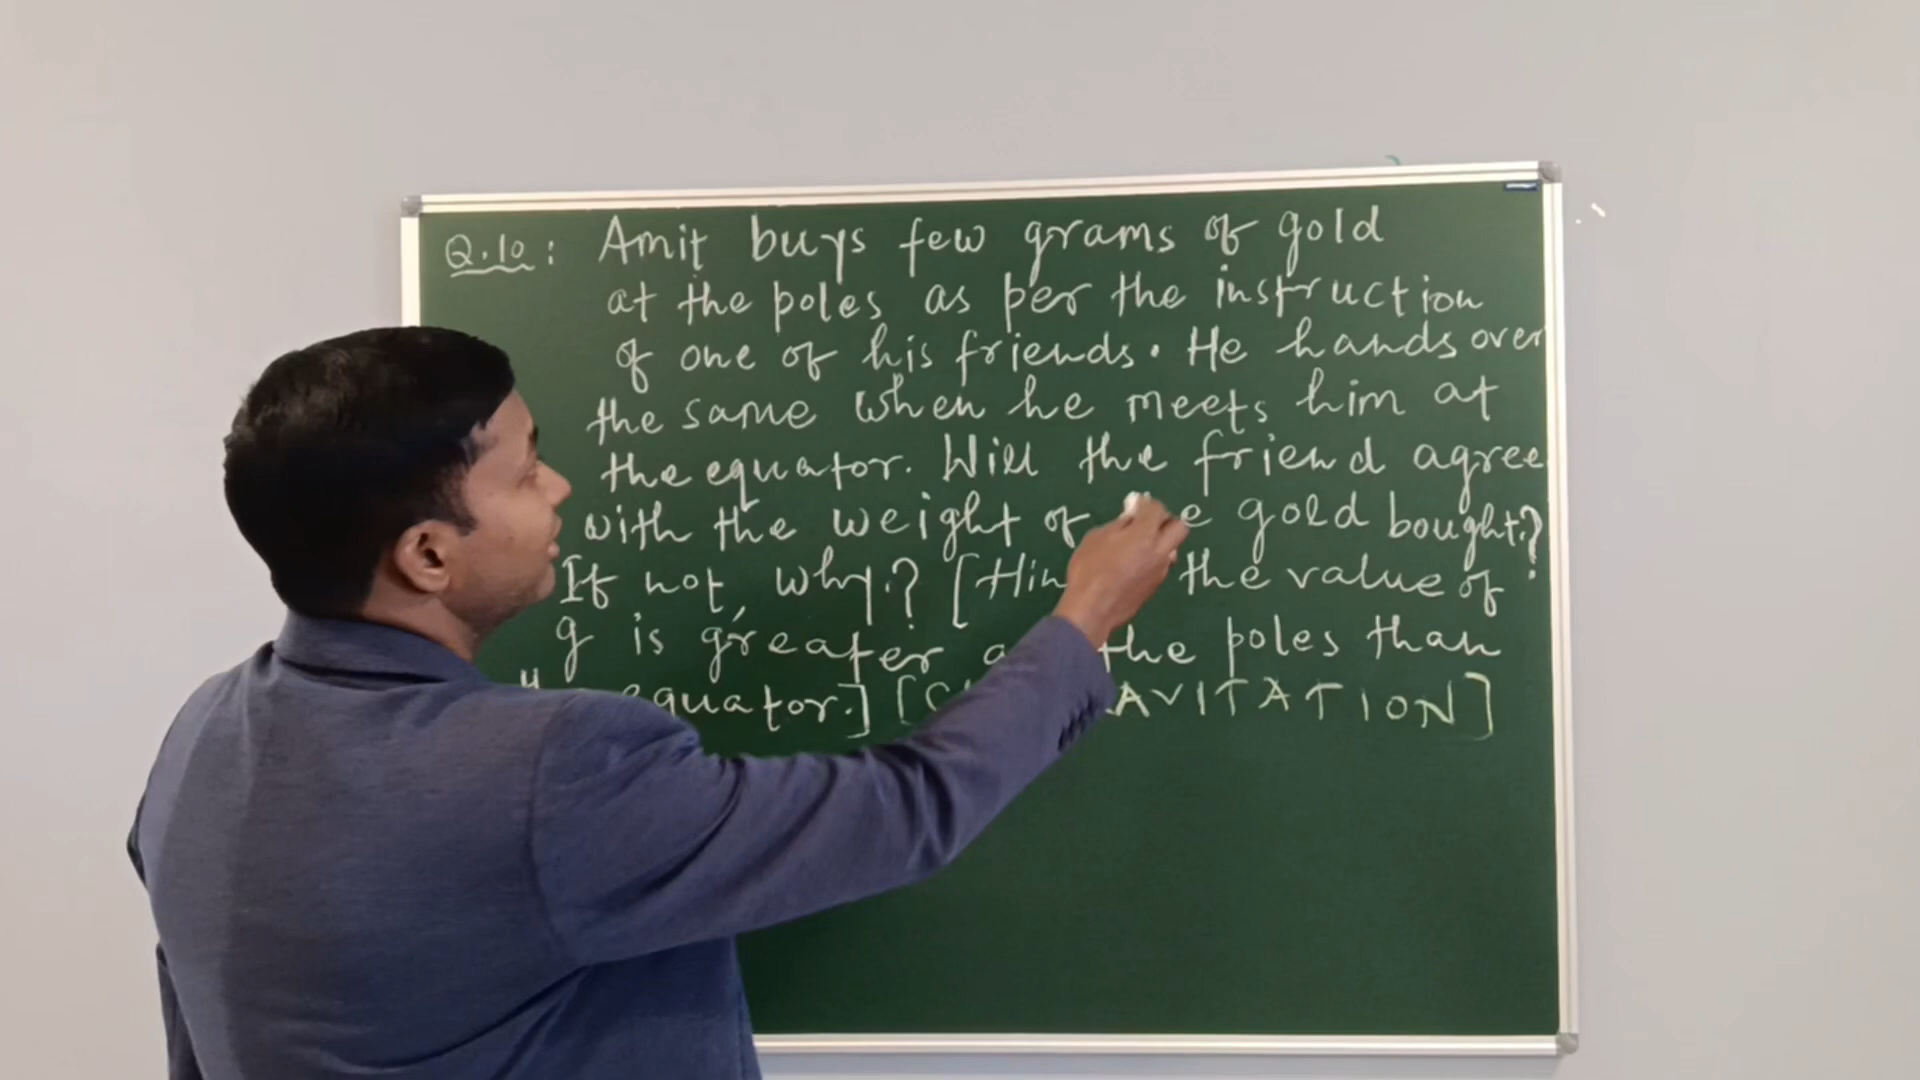 Q.10: Amit buys few grams of gold
at the poles as per the instruction
of one of his friends. He hands over
the same when he meets him at
the equator. Will the friend agree
with the weight of gold bought?
If not, why? [the value of
g is greater the poles than
equator.] [